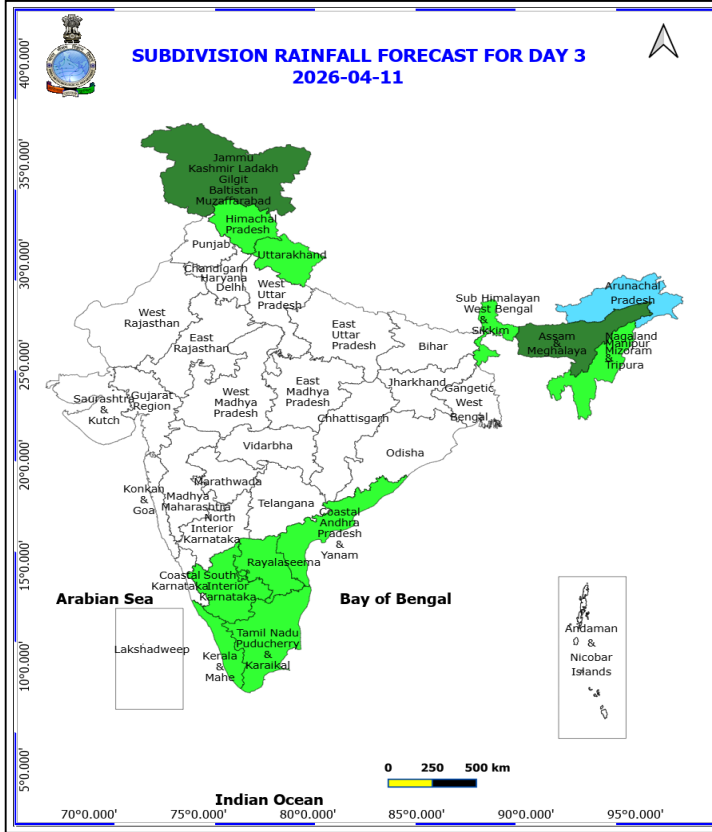 SUBDIVISION RAINFALL FORECAST FOR DAY 3
2026-04-11
40°0.000'
35°0.000'
30°0.000'
25°0.000'
20°0.000'
15°0.000'
10°0.000'
5°0.000'
Jammu
Kashmir Ladakh
Gilgit
Baltistan
Muzaffarabad
Himachal
Pradesh
Punjab
Uttarakhand
Chandigarh
Haryana
Delhi
West
Uttar
Pradesh
West
Rajasthan
East
Rajasthan
East
Uttar
Pradesh
Bihar
Sub Himalayan
West Bengal
&
Sikkim
Arunachal
Pradesh
Assam
&
Meghalaya
Nagaland
Manipur
Mizoram
&
Tripura
Saurashtra
&
Kutch
Gujarat
Region
West
Madhya
Pradesh
East
Madhya
Pradesh
Jharkhand
Gangetic
West
Bengal
Chhattisgarh
Odisha
Vidarbha
Konkan
&
Goa
Marathwada
Madhya
Maharashtra
Telangana
North
Interior
Karnataka
Coastal
Andhra
Pradesh
&
Yanam
Rayalaseema
Coastal
Karnataka
South
Interior
Karnataka
Arabian Sea
Bay of Bengal
Lakshadweep
Kerala
&
Mahe
Tamil Nadu
Puducherry
&
Karaikal
Andaman
&
Nicobar
Islands
0 250 500 km
Indian Ocean
70°0.000' 75°0.000' 80°0.000' 85°0.000' 90°0.000' 95°0.000'